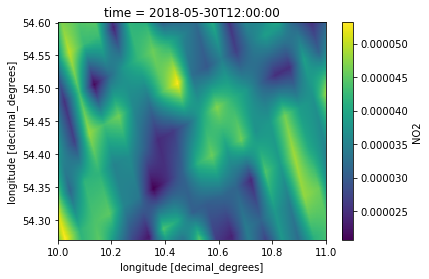 time = 2018-05-30T12:00:00
54.60
54.55
54.50
54.45
54.40
54.35
54.30
longitude [decimal_degrees]
10.0 10.2 10.4 10.6 10.8 11.0
longitude [decimal_degrees]
0.000050
0.000045
0.000040
0.000035
0.000030
0.000025
NO2